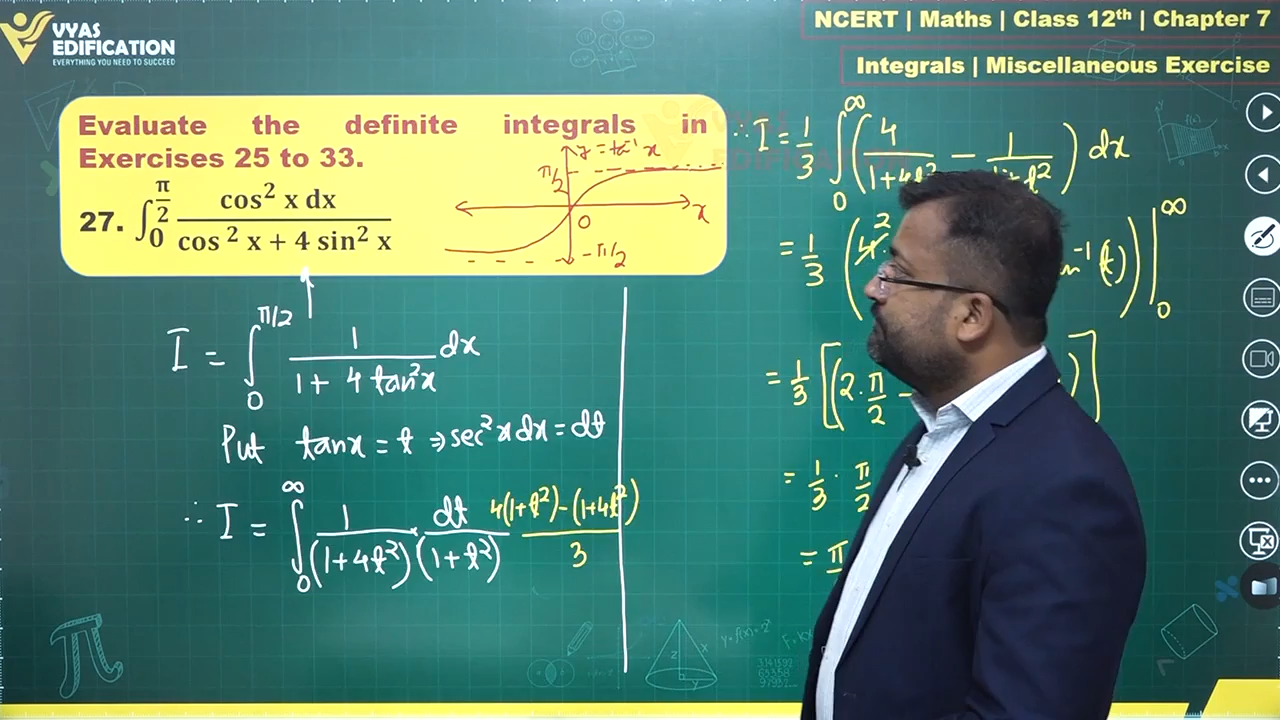 VYAS
EDIFICATION
EVERYTHING YOU NEED TO SUCCEED
NCERT | Maths | Class 12th | Chapter 7
Integrals | Miscellaneous Exercise
Evaluate the definite integrals in
Exercises 25 to 33.
27. ∫₀^(π/2) cos² x dx / (cos² x + 4 sin² x)
y = tan⁻¹ x
π/2
0
x
-π/2
I = ∫₀^(π/2) 1/(1 + 4 tan²x) dx
Put tanx = t ⇒ sec² x dx = dt
∴ I = ∫₀^∞ 1/(1+4t²) · dt/(1+t²) 4(1+t²)-(1+4t²)/3
∴ I = 1/3 ∫₀^∞ (4/(1+4t²) - 1/(1+t²)) dx
= 1/3 (4 2 (t))|₀^∞
= 1/3 [(2·π/2 - )]
= 1/3 · π/2
= π